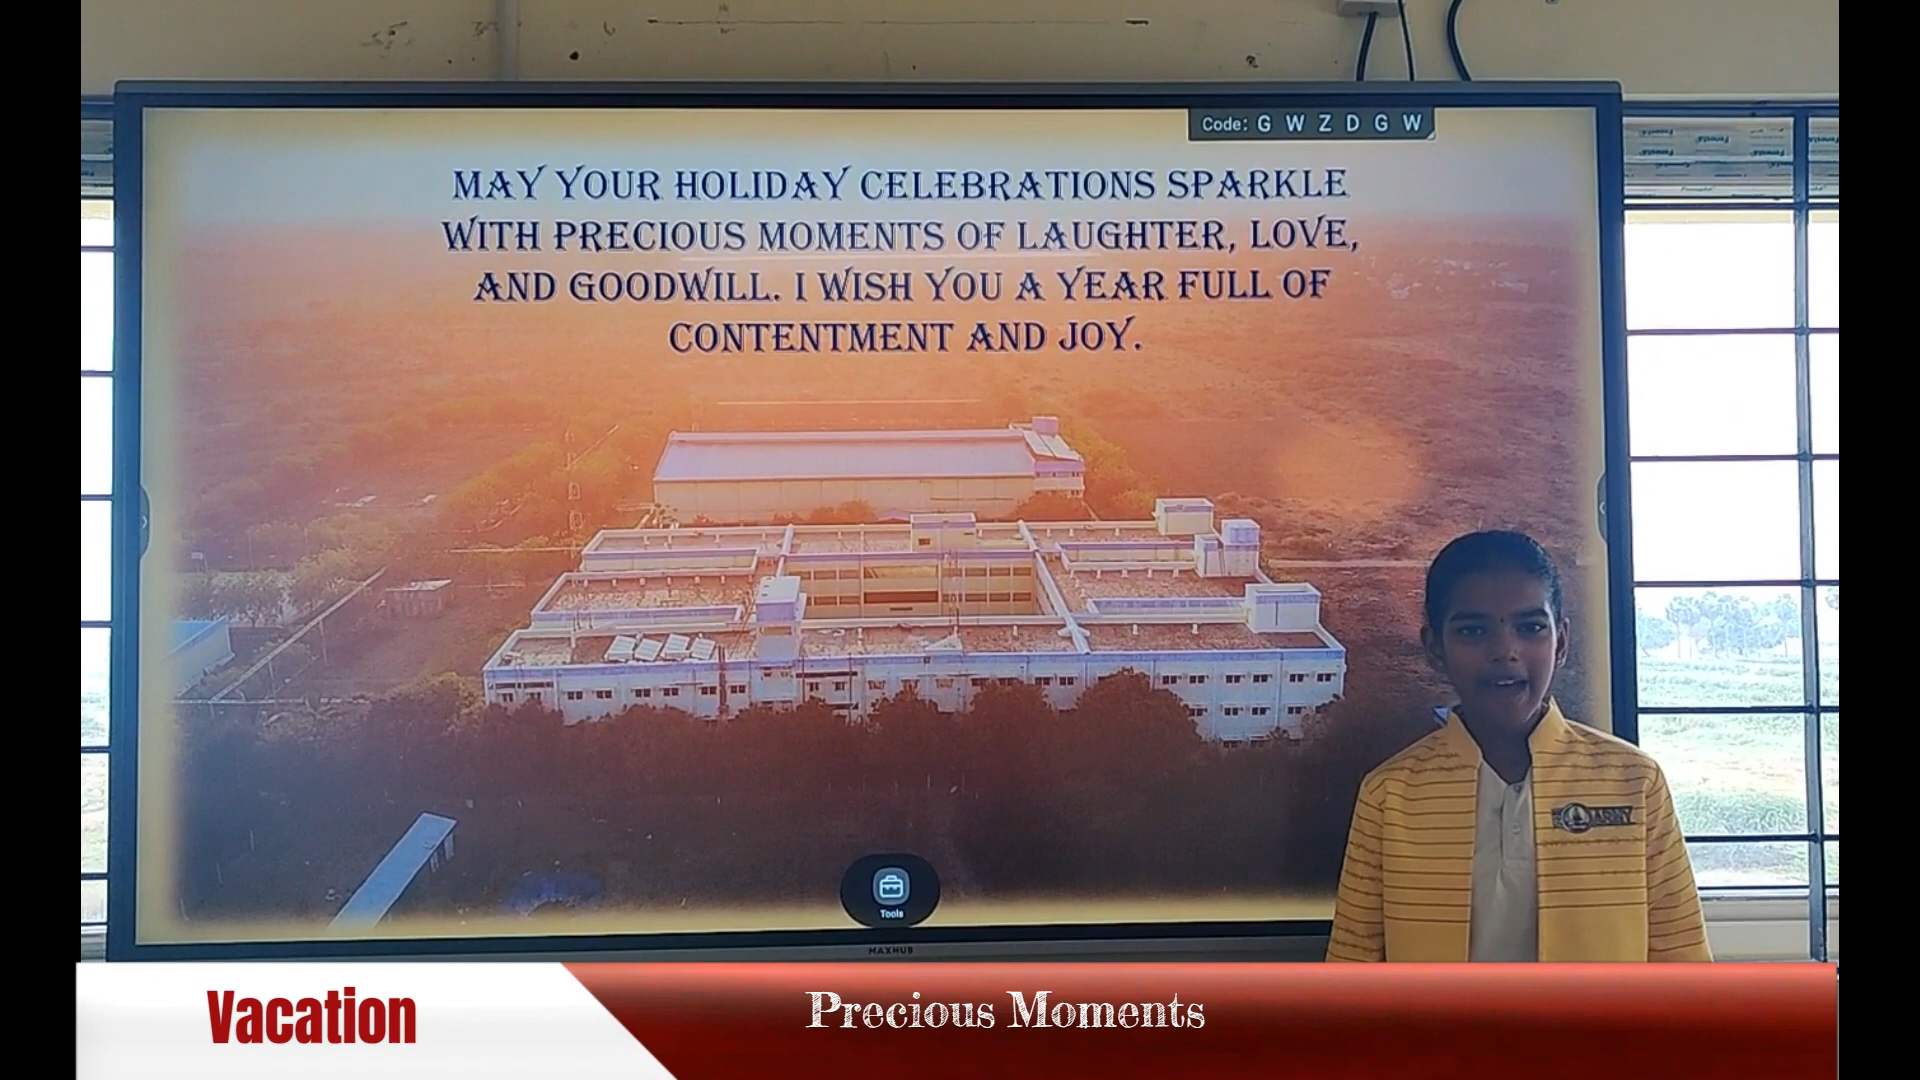 Code: G W Z D G W
MAY YOUR HOLIDAY CELEBRATIONS SPARKLE
WITH PRECIOUS MOMENTS OF LAUGHTER, LOVE,
AND GOODWILL. I WISH YOU A YEAR FULL OF
CONTENTMENT AND JOY.
Tools
MAXHUB
Vacation
Precious Moments